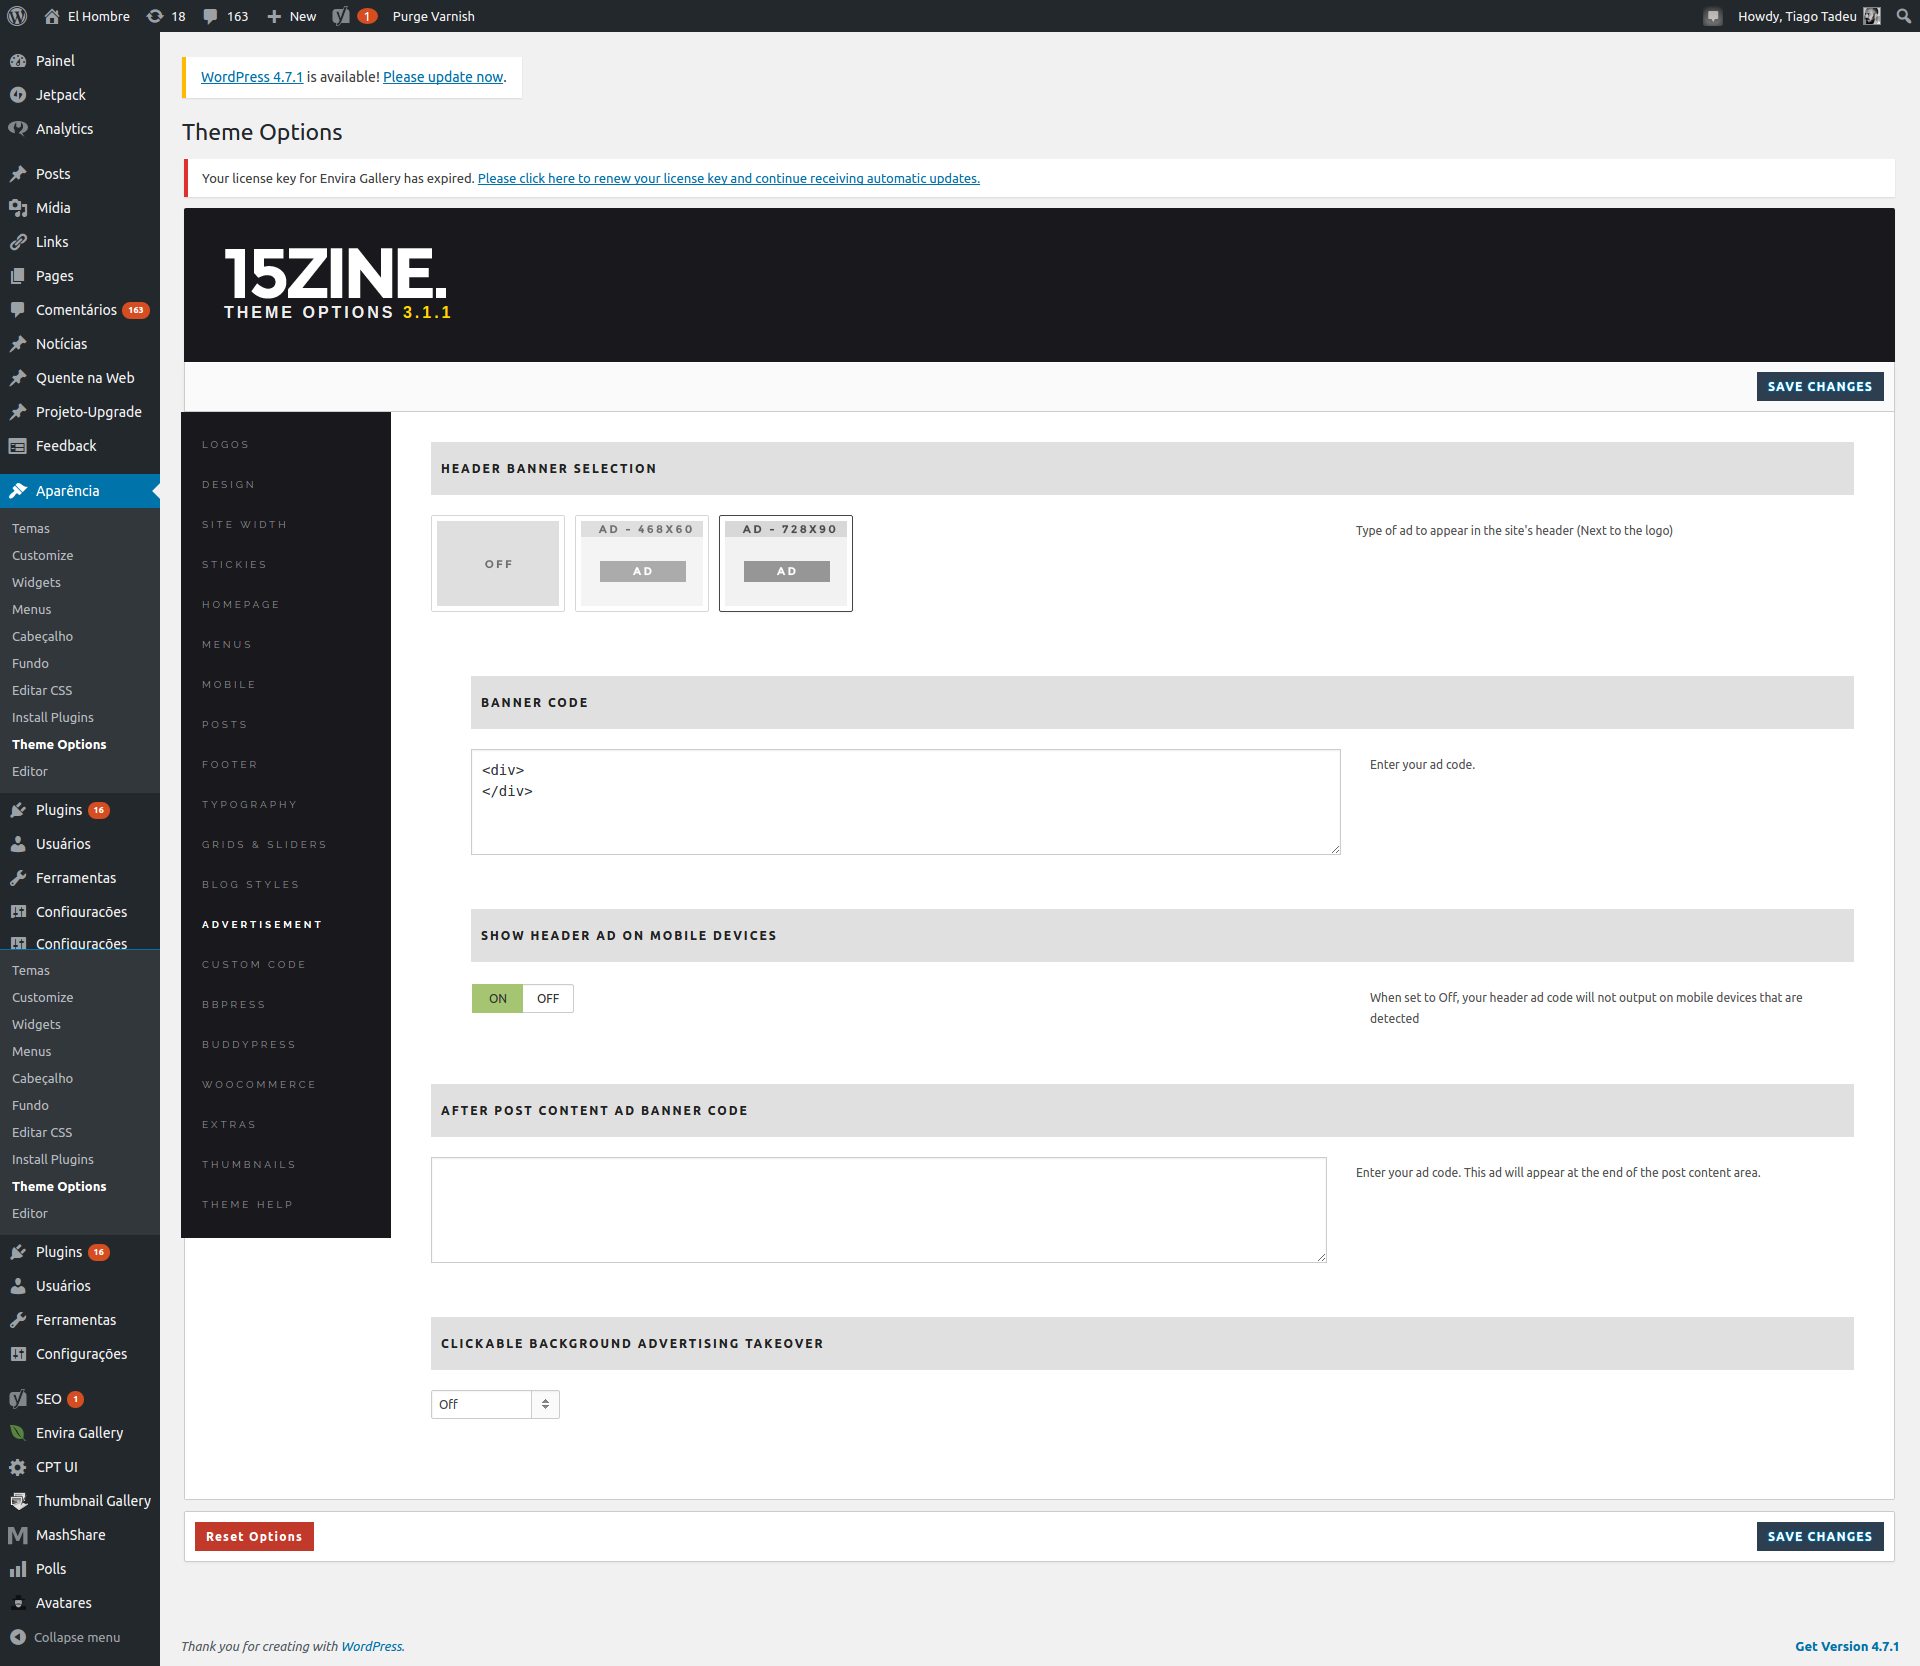 El Hombre 18 163 New 1 Purge Varnish Howdy, Tiago Tadeu
Painel
Jetpack
Analytics
Posts
Mídia
Links
Pages
Comentários 163
Notícias
Quente na Web
Projeto-Upgrade
Feedback
Aparência
Temas
Customize
Widgets
Menus
Cabeçalho
Fundo
Editar CSS
Install Plugins
Theme Options
Editor
Plugins 16
Usuários
Ferramentas
Configurações
Configurações
Temas
Customize
Widgets
Menus
Cabeçalho
Fundo
Editar CSS
Install Plugins
Theme Options
Editor
Plugins 16
Usuários
Ferramentas
Configurações
SEO 1
Envira Gallery
CPT UI
Thumbnail Gallery
MashShare
Polls
Avatares
Collapse menu
WordPress 4.7.1 is available! Please update now.
Theme Options
Your license key for Envira Gallery has expired. Please click here to renew your license key and continue receiving automatic updates.
15ZINE.
THEME OPTIONS 3.1.1
SAVE CHANGES
LOGOS
DESIGN
SITE WIDTH
STICKIES
HOMEPAGE
MENUS
MOBILE
POSTS
FOOTER
TYPOGRAPHY
GRIDS & SLIDERS
BLOG STYLES
ADVERTISEMENT
CUSTOM CODE
BBPRESS
BUDDYPRESS
WOOCOMMERCE
EXTRAS
THUMBNAILS
THEME HELP
HEADER BANNER SELECTION
OFF
AD - 468X60
AD
AD - 728X90
AD
Type of ad to appear in the site's header (Next to the logo)
BANNER CODE
<div>
</div>
Enter your ad code.
SHOW HEADER AD ON MOBILE DEVICES
ON OFF
When set to Off, your header ad code will not output on mobile devices that are
detected
AFTER POST CONTENT AD BANNER CODE
Enter your ad code. This ad will appear at the end of the post content area.
CLICKABLE BACKGROUND ADVERTISING TAKEOVER
Off
Reset Options SAVE CHANGES
Thank you for creating with WordPress. Get Version 4.7.1